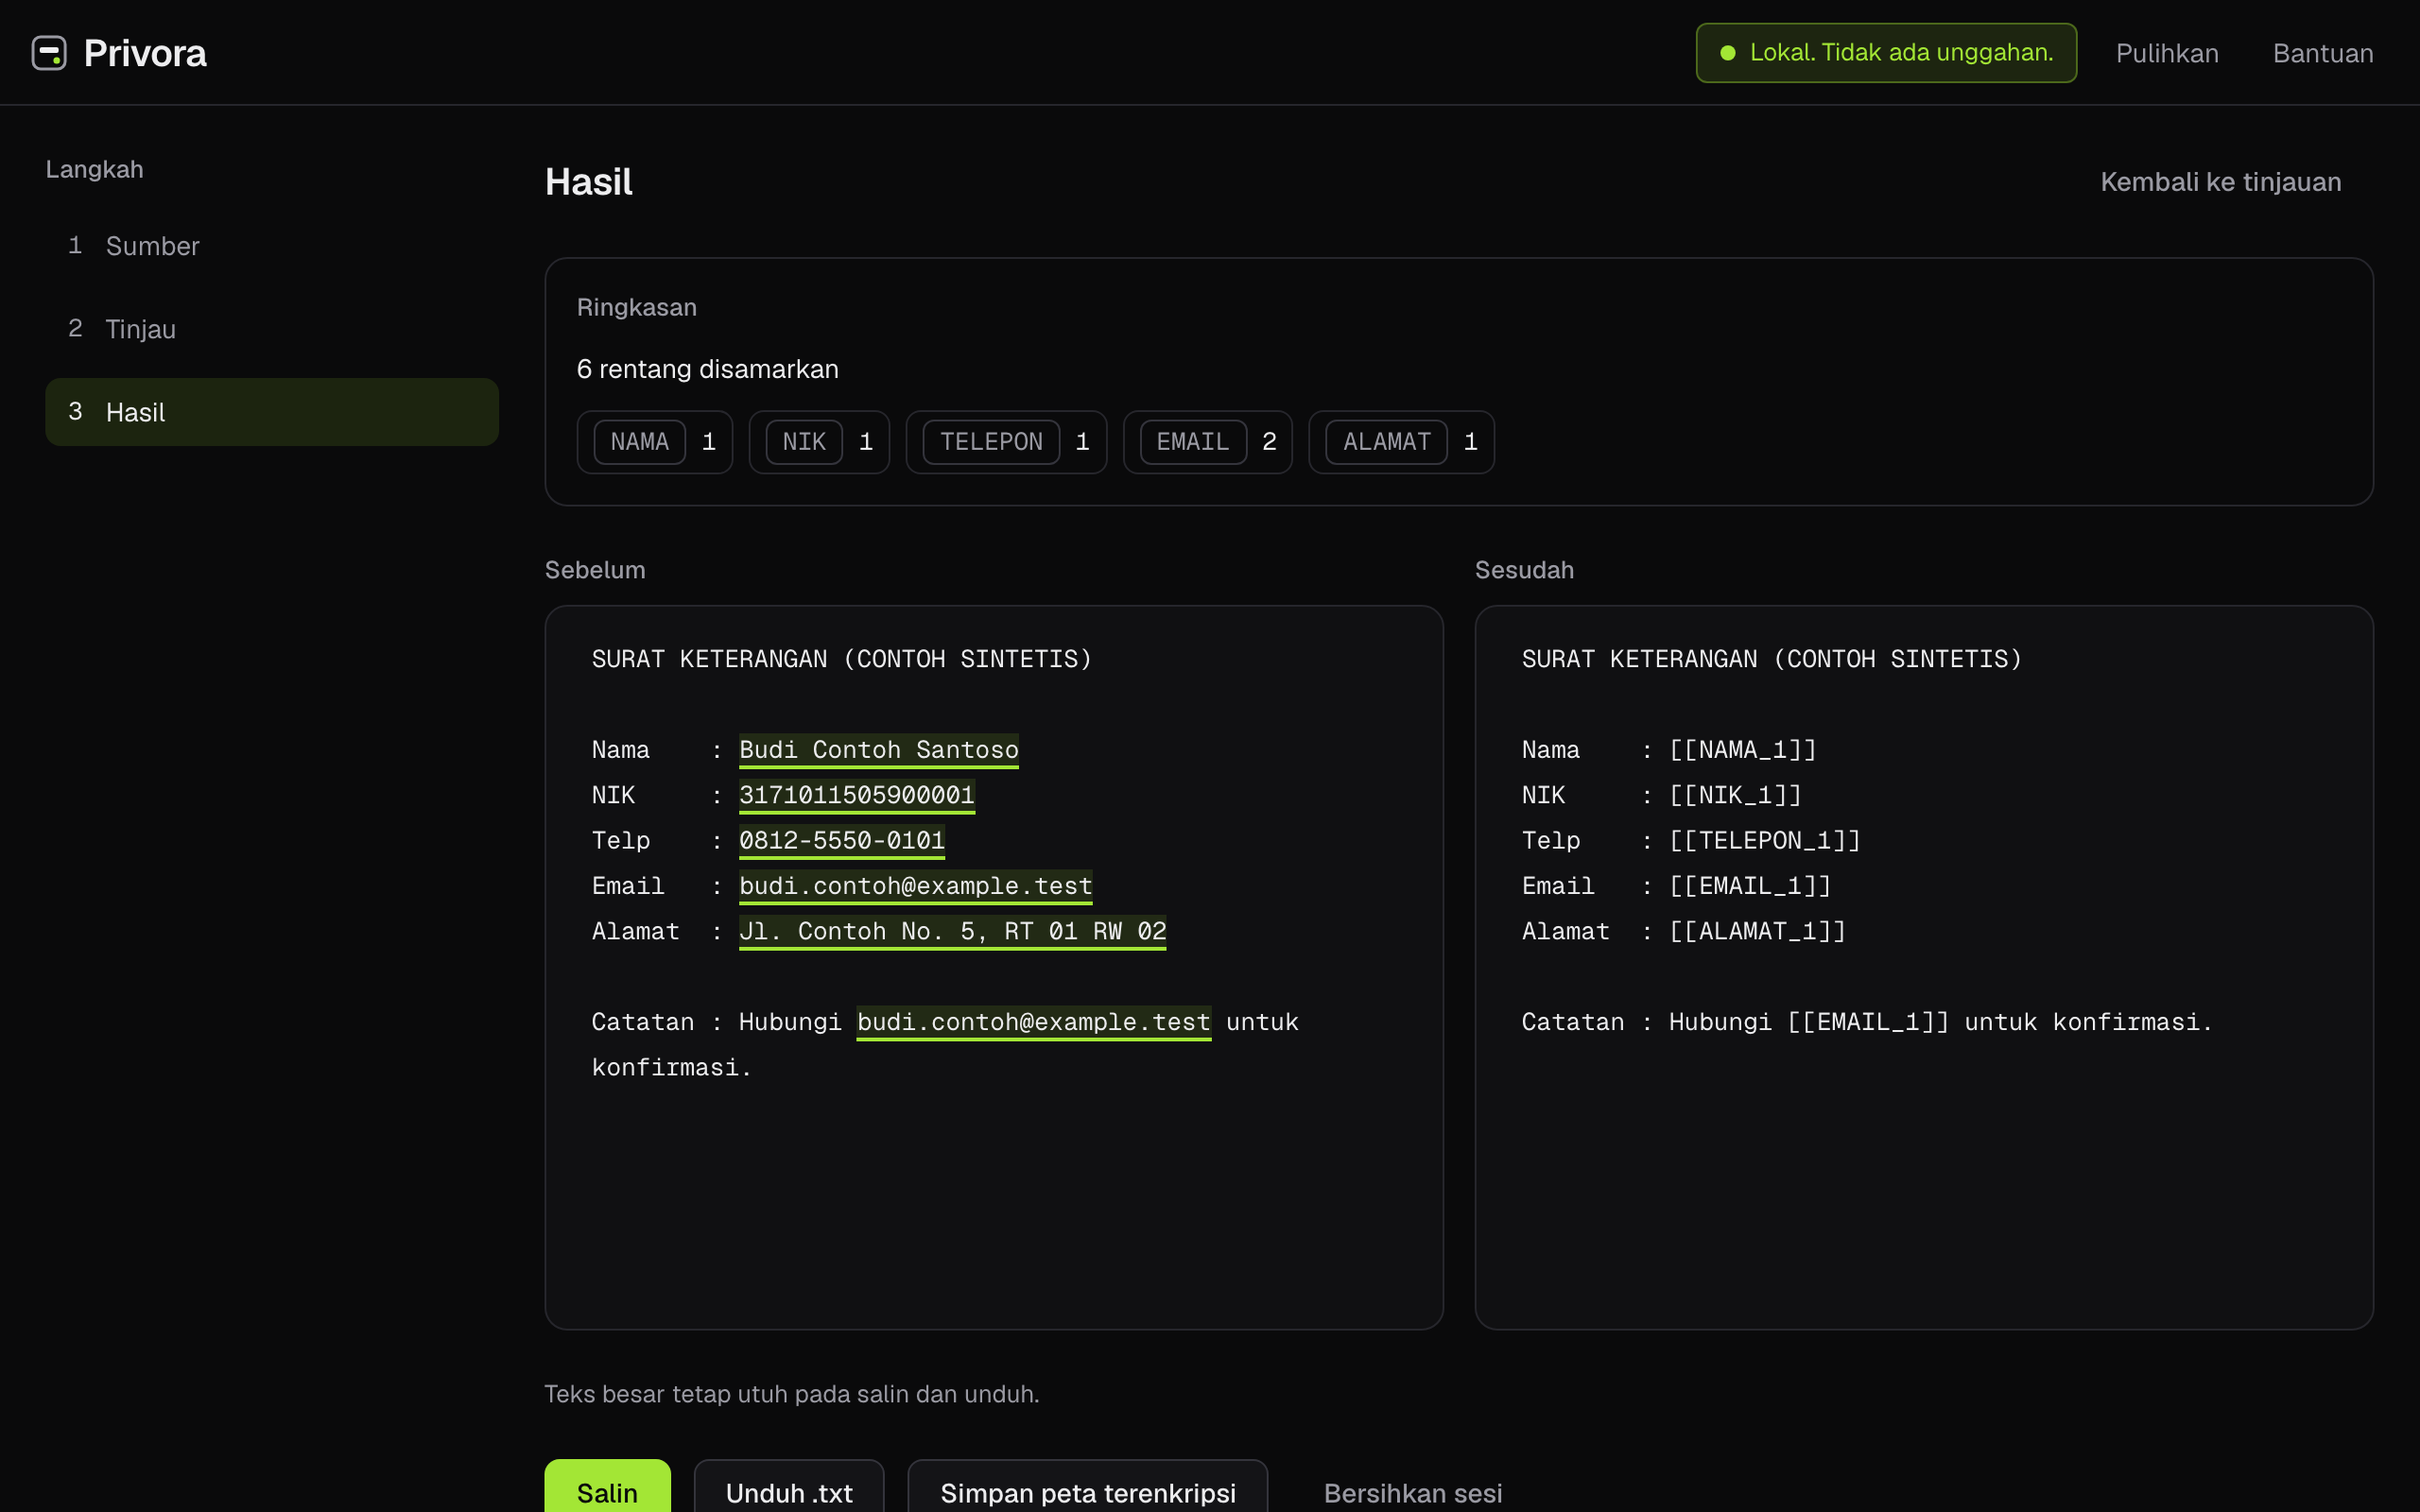 Privora
Lokal. Tidak ada unggahan.
Pulihkan
Bantuan
Langkah
1 Sumber
2 Tinjau
3 Hasil
Hasil
Kembali ke tinjauan
Ringkasan
6 rentang disamarkan
NAMA 1 NIK 1 TELEPON 1 EMAIL 2 ALAMAT 1
Sebelum
SURAT KETERANGAN (CONTOH SINTETIS)
Nama : Budi Contoh Santoso
NIK : 3171011505900001
Telp : 0812-5550-0101
Email : budi.contoh@example.test
Alamat : Jl. Contoh No. 5, RT 01 RW 02
Catatan : Hubungi budi.contoh@example.test untuk
konfirmasi.
Sesudah
SURAT KETERANGAN (CONTOH SINTETIS)
Nama : [[NAMA_1]]
NIK : [[NIK_1]]
Telp : [[TELEPON_1]]
Email : [[EMAIL_1]]
Alamat : [[ALAMAT_1]]
Catatan : Hubungi [[EMAIL_1]] untuk konfirmasi.
Teks besar tetap utuh pada salin dan unduh.
Salin
Unduh .txt
Simpan peta terenkripsi
Bersihkan sesi